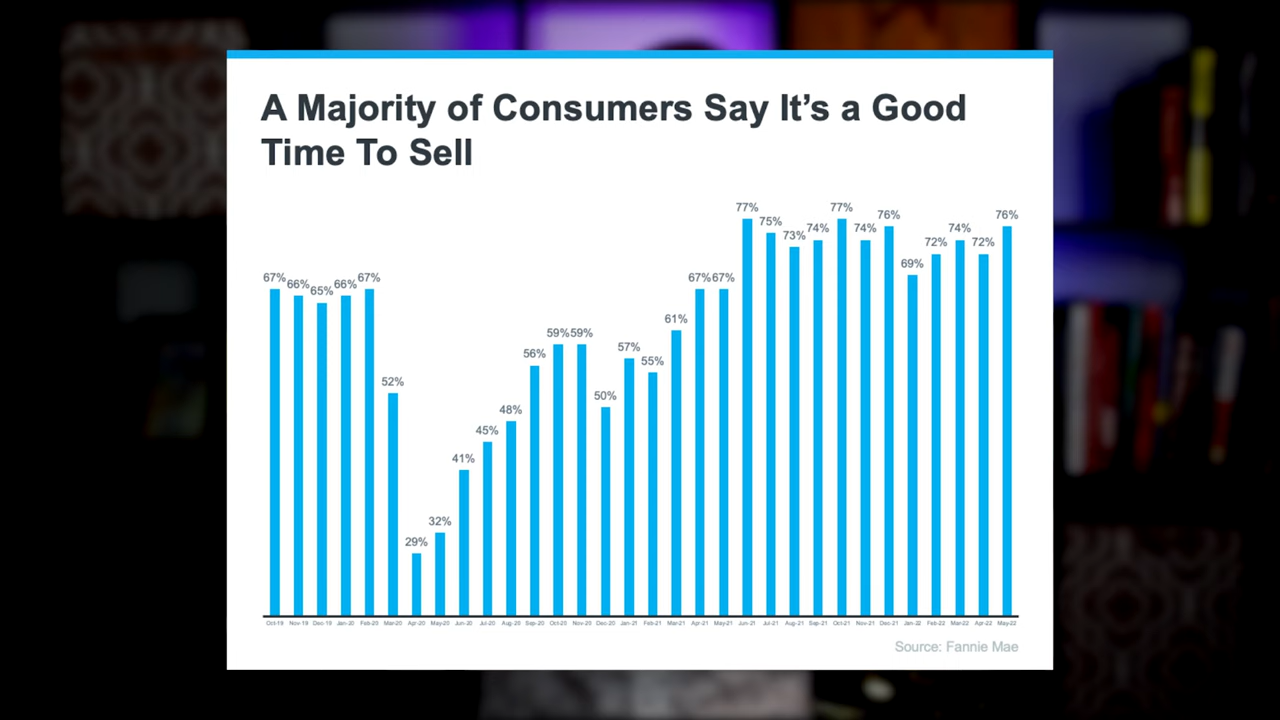 A Majority of Consumers Say It’s a Good
Time To Sell
67% 66% 65% 66% 67% 52% 29% 32% 41% 45% 48% 56% 59% 59% 50% 57% 55% 61% 67% 67% 77% 75% 73% 74% 77% 74% 76% 69% 72% 74% 72% 76%
Oct-19 Nov-19 Dec-19 Jan-20 Feb-20 Mar-20 Apr-20 May-20 Jun-20 Jul-20 Aug-20 Sep-20 Oct-20 Nov-20 Dec-20 Jan-21 Feb-21 Mar-21 Apr-21 May-21 Jun-21 Jul-21 Aug-21 Sep-21 Oct-21 Nov-21 Dec-21 Jan-22 Feb-22 Mar-22 Apr-22 May-22
Source: Fannie Mae